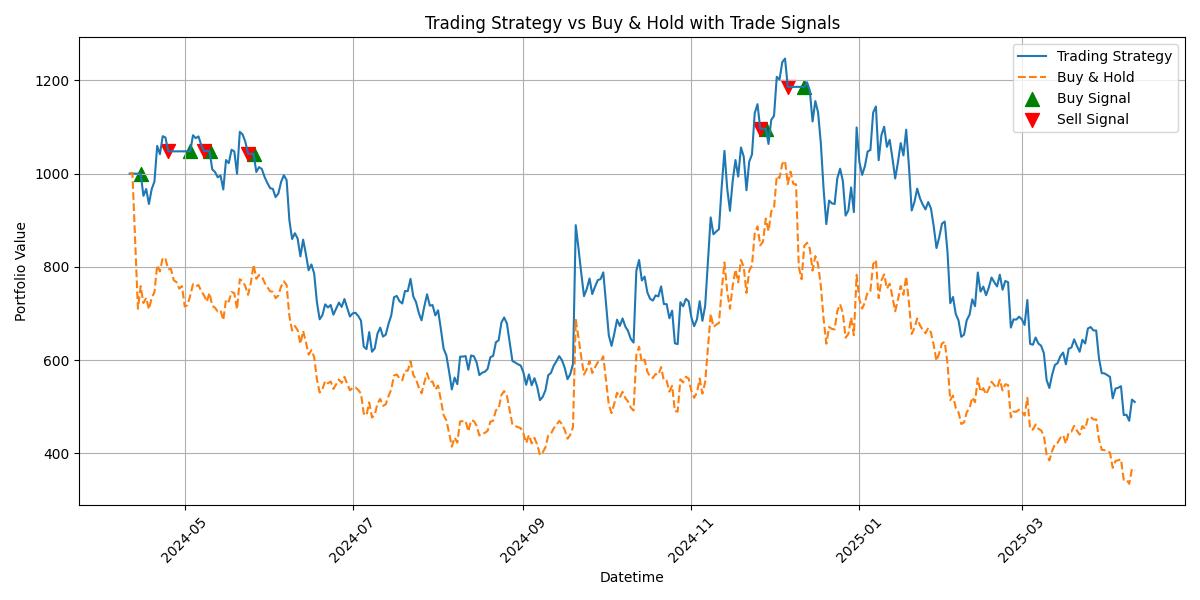 Trading Strategy vs Buy & Hold with Trade Signals
Trading Strategy
Buy & Hold
Buy Signal
Sell Signal
Portfolio Value
1200
1000
800
600
400
2024-05
2024-07
2024-09
2024-11
2025-01
2025-03
Datetime